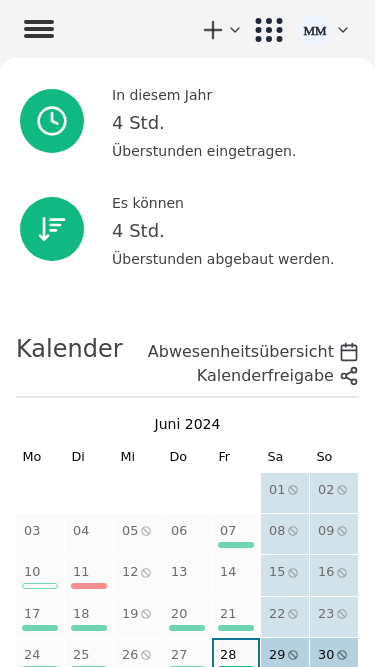 MM
In diesem Jahr
4 Std.
Überstunden eingetragen.
Es können
4 Std.
Überstunden abgebaut werden.
Kalender
Abwesenheitsübersicht
Kalenderfreigabe
Juni 2024
Mo Di Mi Do Fr Sa So
01 02
03 04 05 06 07 08 09
10 11 12 13 14 15 16
17 18 19 20 21 22 23
24 25 26 27 28 29 30